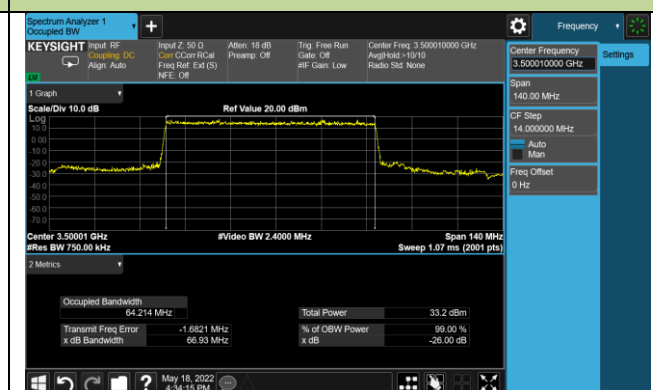 Spectrum Analyzer 1
Occupied BW
Frequency
KEYSIGHT
Input: RF
Coupling: DC
Align: Auto
Input Z: 50 Ω
Corr CCorr RCal
Freq Ref: Ext (S)
NFE: Off
Atten: 18 dB
Preamp: Off
Trig: Free Run
Gate: Off
#IF Gain: Low
Center Freq: 3.500010000 GHz
Avg|Hold:>10/10
Radio Std: None
Center Frequency
3.500010000 GHz
Settings
Span
140.00 MHz
CF Step
14.000000 MHz
Auto
Man
Freq Offset
0 Hz
1 Graph
Scale/Div 10.0 dB
Ref Value 20.00 dBm
Log
10.0
0.00
-10.0
-20.0
-30.0
-40.0
-50.0
-60.0
-70.0
Center 3.50001 GHz
#Video BW 2.4000 MHz
Span 140 MHz
#Res BW 750.00 kHz
Sweep 1.07 ms (2001 pts)
2 Metrics
Occupied Bandwidth
64.214 MHz
Total Power 33.2 dBm
Transmit Freq Error -1.6821 MHz
% of OBW Power 99.00 %
x dB Bandwidth 66.93 MHz
x dB -26.00 dB
May 18, 2022
4:34:15 PM